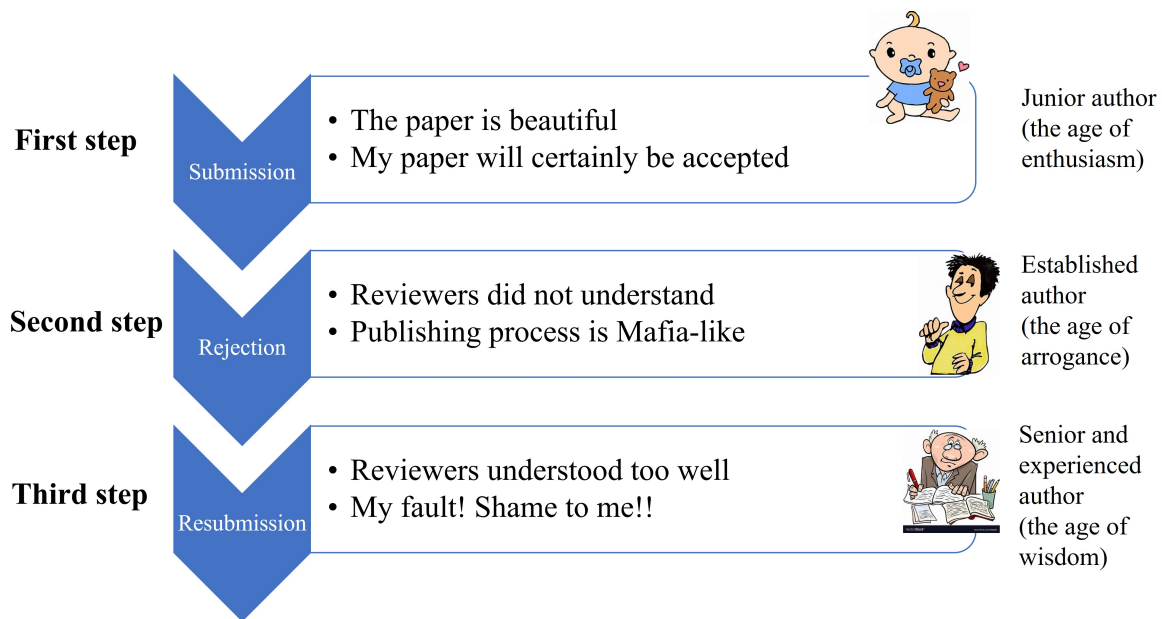 First step
Submission
• The paper is beautiful
• My paper will certainly be accepted
Junior author
(the age of
enthusiasm)
Second step
Rejection
• Reviewers did not understand
• Publishing process is Mafia-like
Established
author
(the age of
arrogance)
Third step
Resubmission
• Reviewers understood too well
• My fault! Shame to me!!
Senior and
experienced
author
(the age of
wisdom)